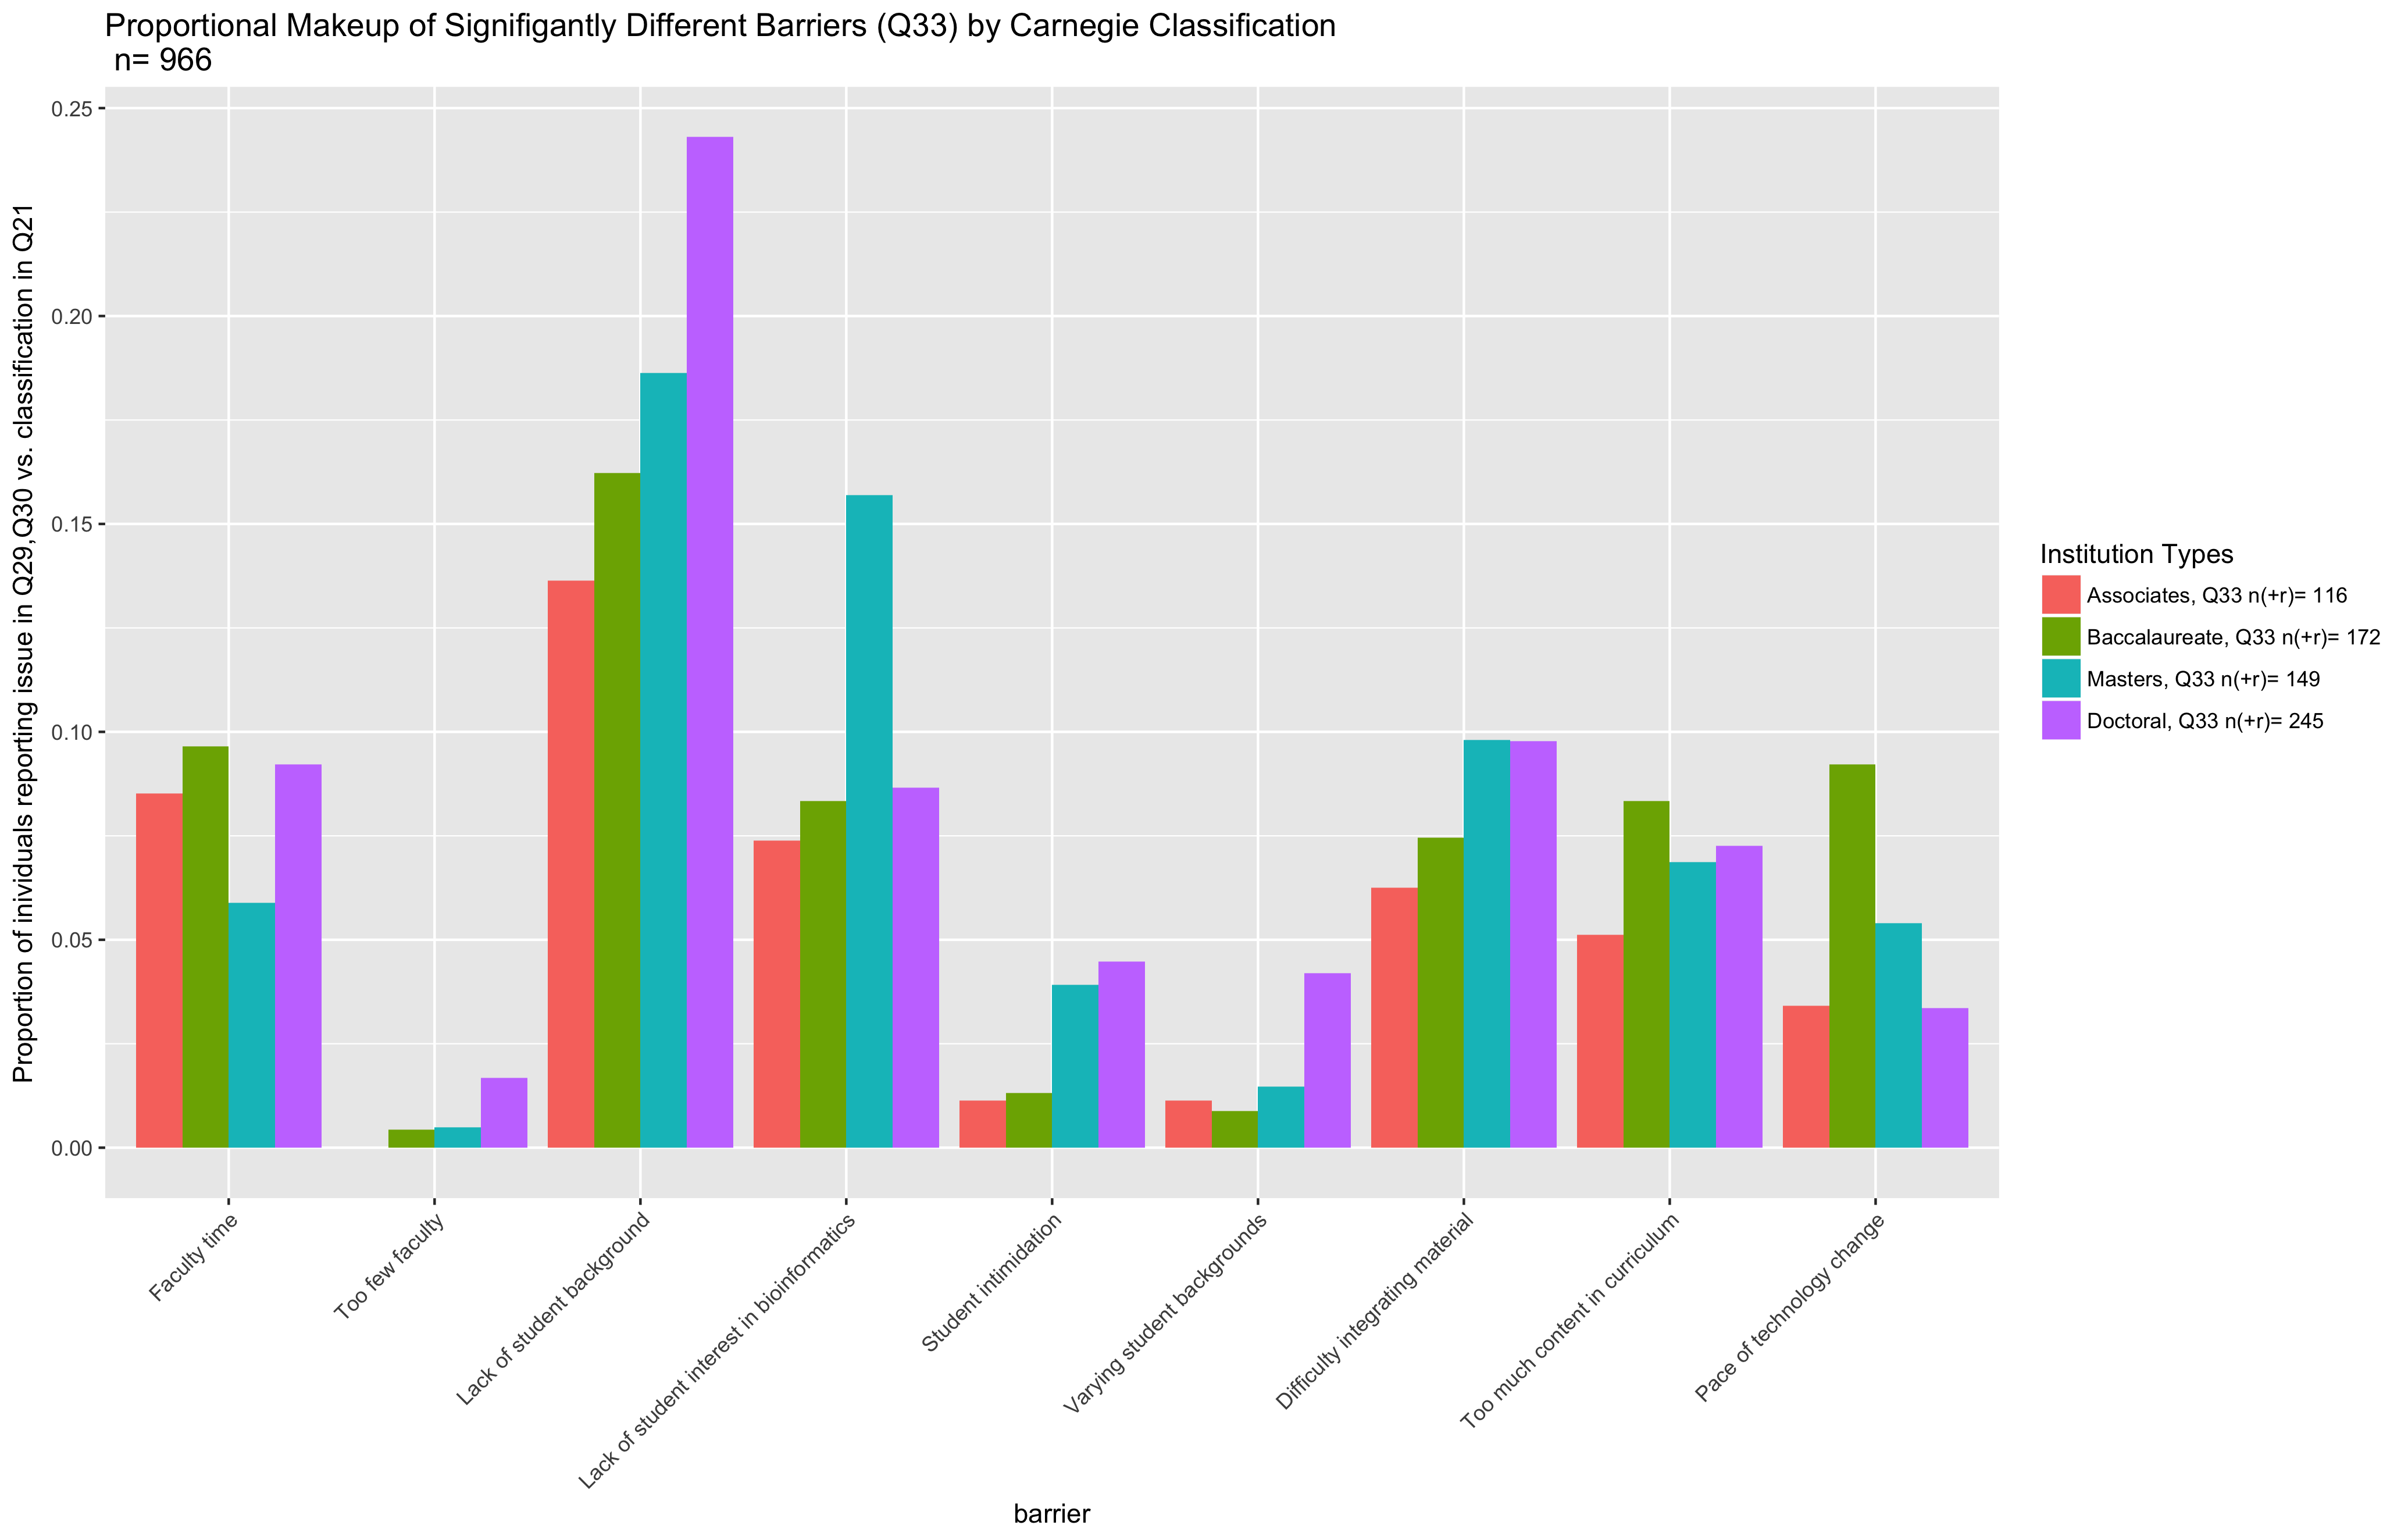 Proportional Makeup of Signifigantly Different Barriers (Q33) by Carnegie Classification
n= 966
Proportion of inividuals reporting issue in Q29,Q30 vs. classification in Q21
0.25
0.20
0.15
0.10
0.05
0.00
Faculty time
Too few faculty
Lack of student background
Lack of student interest in bioinformatics
Student intimidation
Varying student backgrounds
Difficulty integrating material
Too much content in curriculum
Pace of technology change
barrier
Institution Types
Associates, Q33 n(+r)= 116
Baccalaureate, Q33 n(+r)= 172
Masters, Q33 n(+r)= 149
Doctoral, Q33 n(+r)= 245